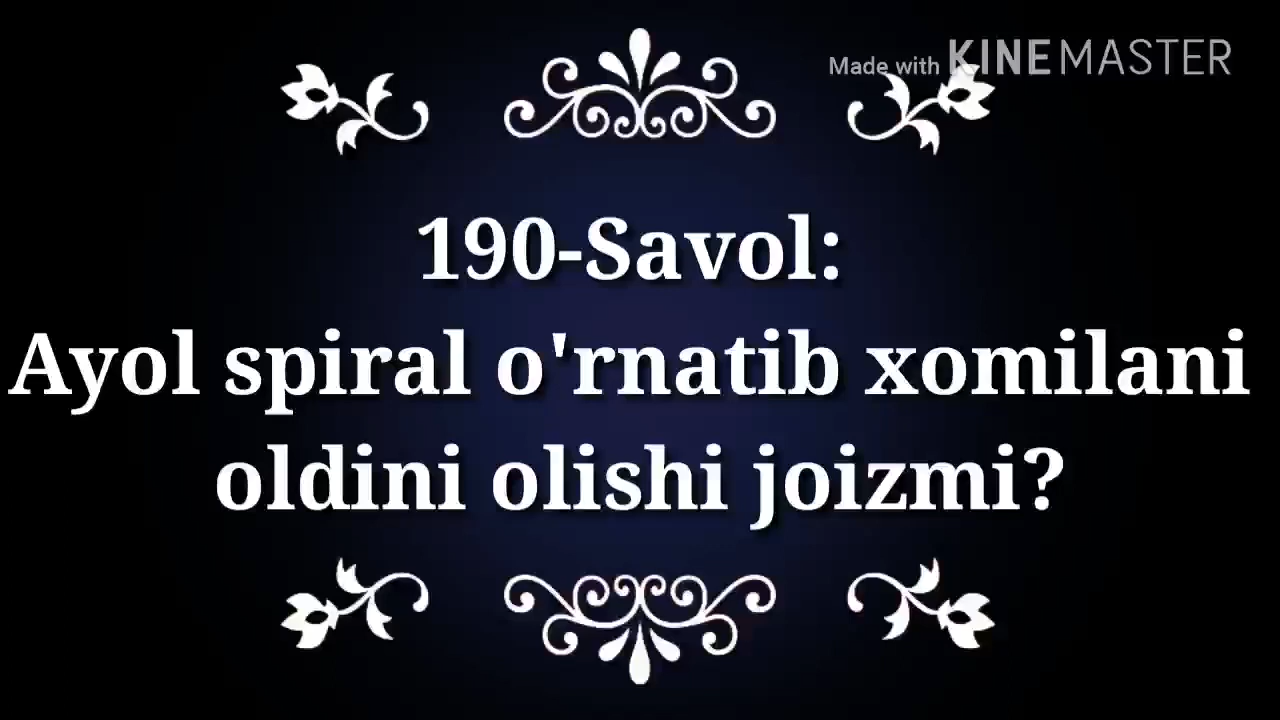 Made with KINEMASTER
190-Savol:
Ayol spiral o'rnatib xomilani
oldini olishi joizmi?